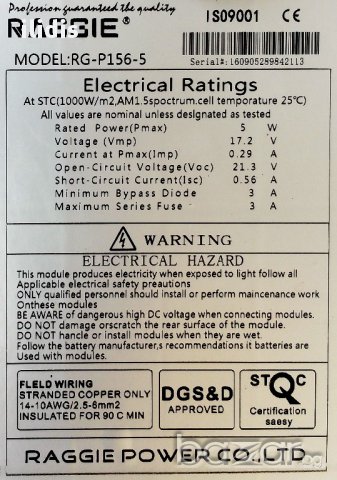 Profession guaranteed the quality
RAGGIE®
ISO9001 CE
MODEL:RG-P156-5
Serial#:160905289842113
Electrical Ratings
At STC(1000W/m2,AM1.5spoctrum.cell temporature 25℃)
All values are nominal unless designated as tested
Rated Power(Pmax) 5 W
Voltage (Vmp) 17.2 V
Current at Pmax(Imp) 0.29 A
Open-Circuit Voltage(Voc) 21.3 V
Short-Circuit Current(Isc) 0.56 A
Minimum Bypass Diode 3 A
Maximum Series Fuse 3 A
WARNING
ELECTRICAL HAZARD
This module produces electricity when exposed to light follow all
Applicable electrical safety precautions
ONLY qualified personnel should install or perform maincenance work
Onthese modules
BE AWARE of dangerous high DC voltage when connecting modules.
DO NOT damage orscratch the rear surface of the module.
DO NOT handle or install modules when they are wet.
Follow the battery manufacturer,s recommendations it batteries are
Used with modules.
FLELD WIRING
STRANDED COPPER ONLY
14-10AWG/2.5-6mm2
INSULATED FOR 90 C MIN
DGS&D
APPROVED
STQC
Certification
saesy
bazar.bg
RAGGIE POWER CO.,LTD